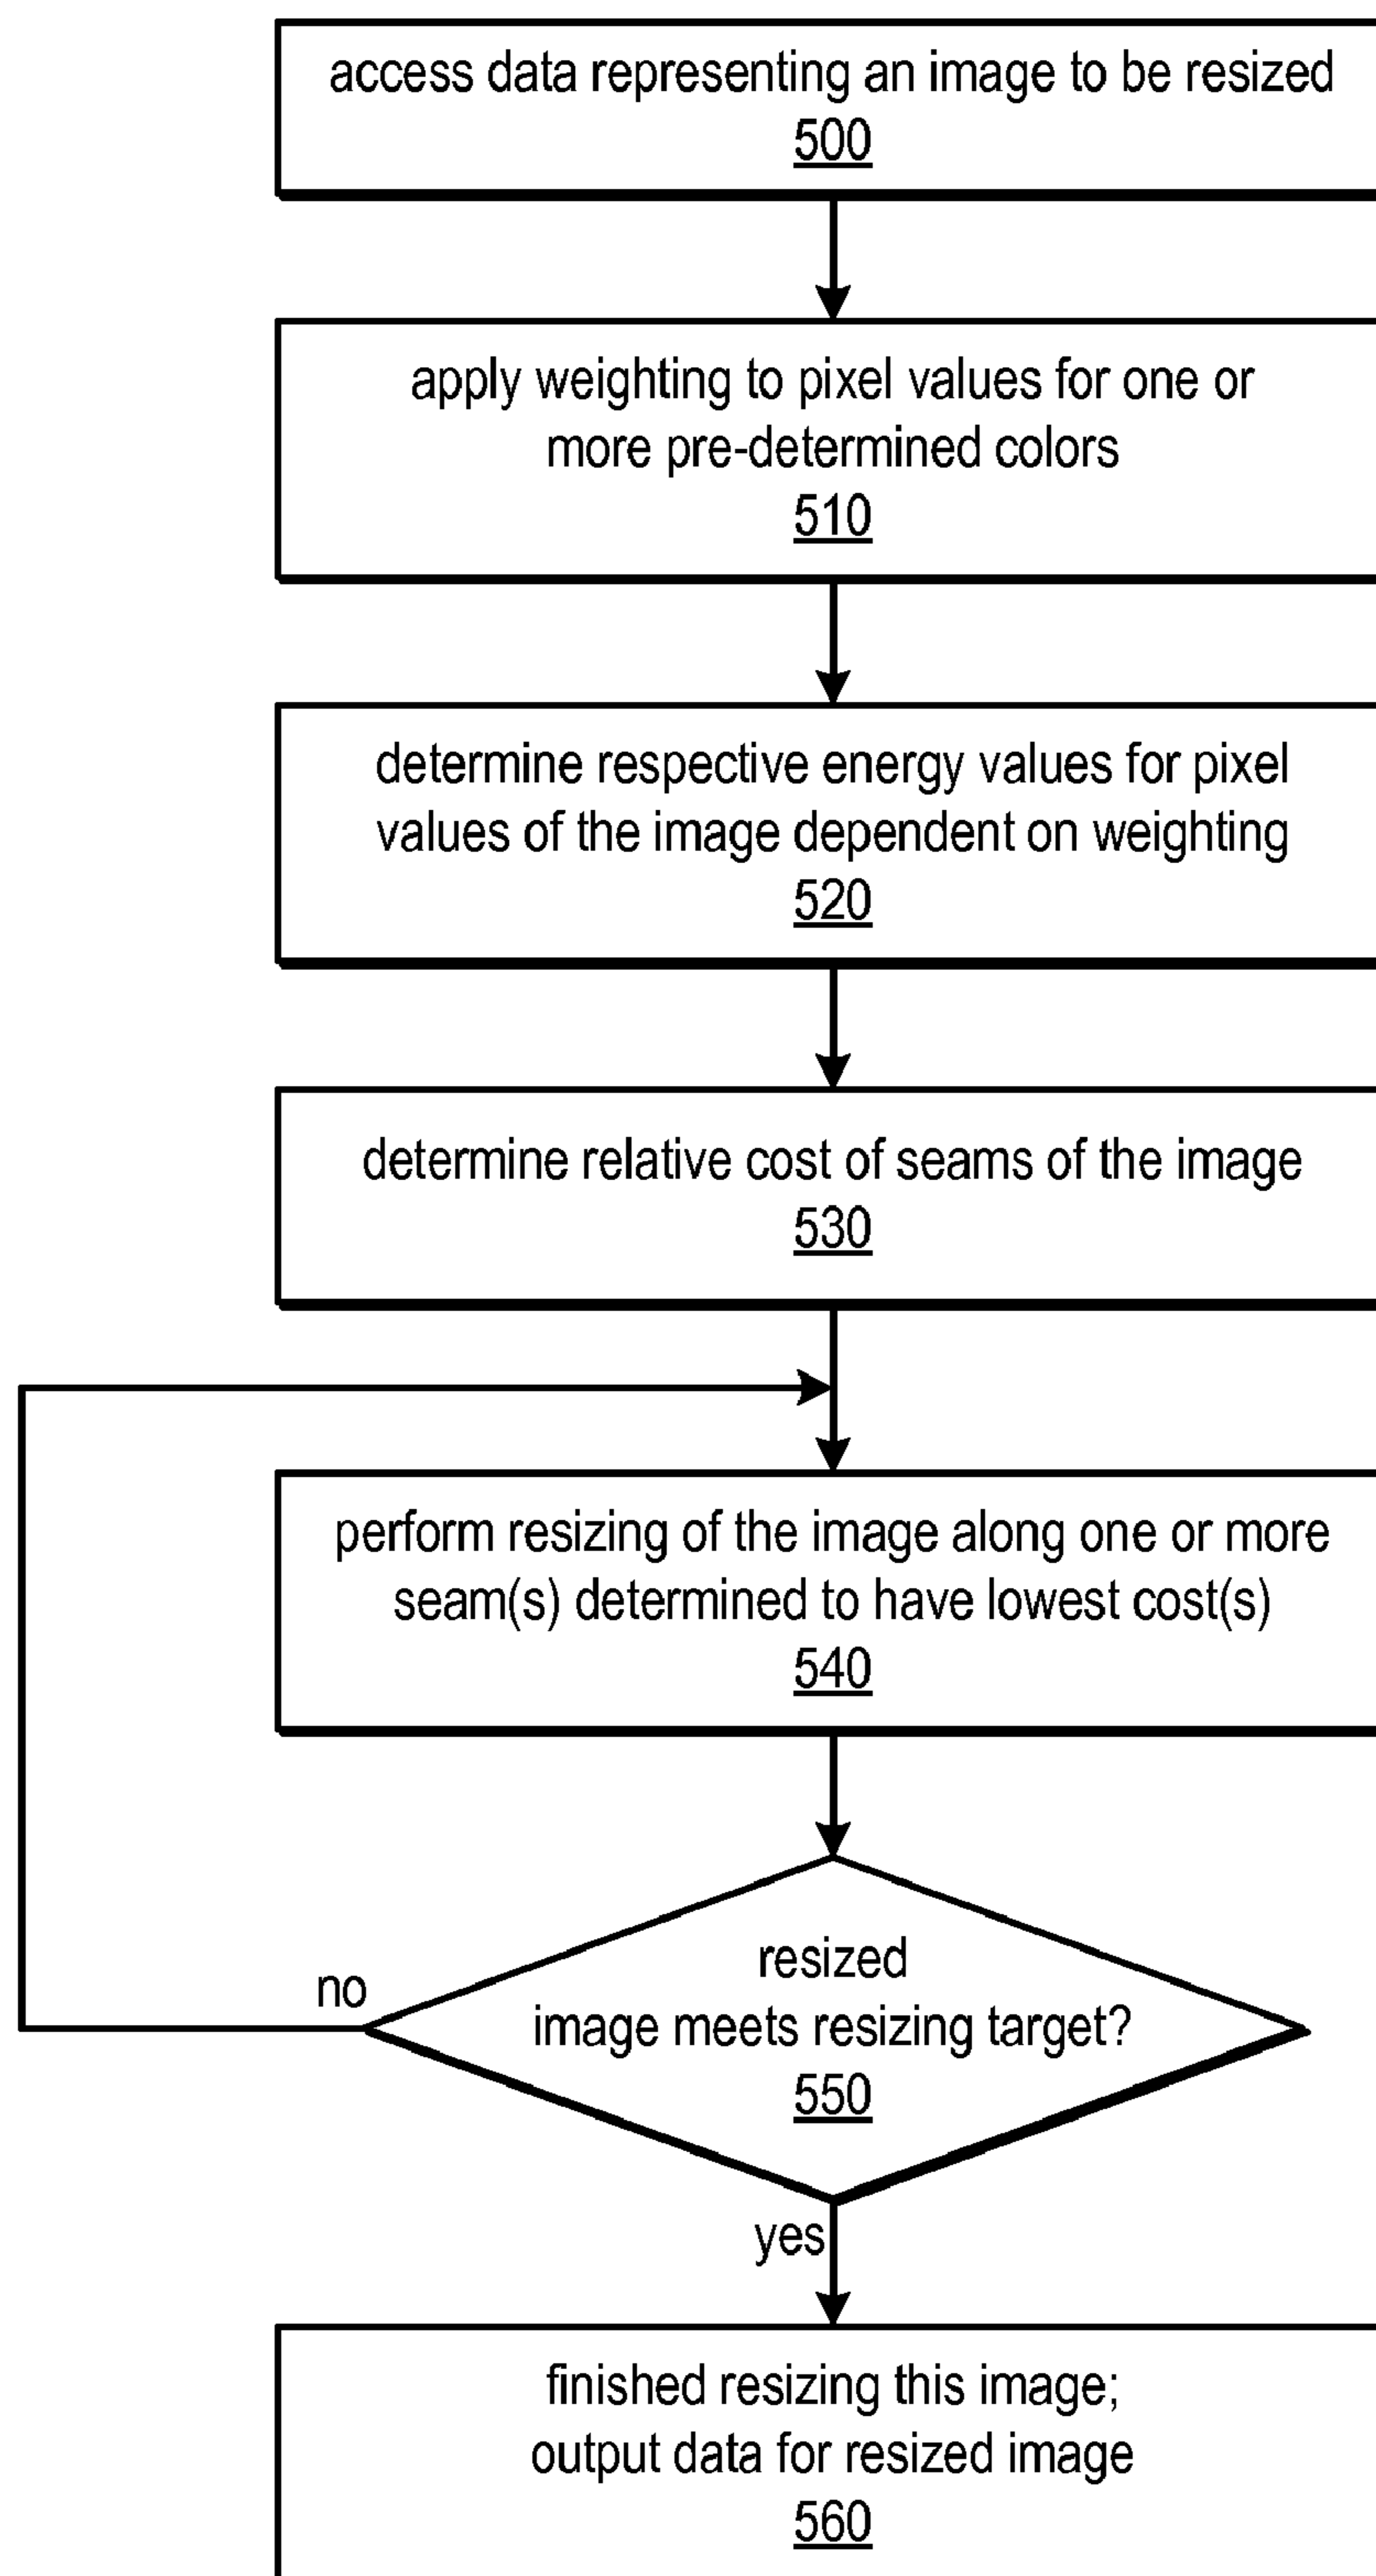 access data representing an image to be resized
500
apply weighting to pixel values for one or
more pre-determined colors
510
determine respective energy values for pixel
values of the image dependent on weighting
520
determine relative cost of seams of the image
530
perform resizing of the image along one or more
seam(s) determined to have lowest cost(s)
540
resized
image meets resizing target?
550
no
yes
finished resizing this image;
output data for resized image
560